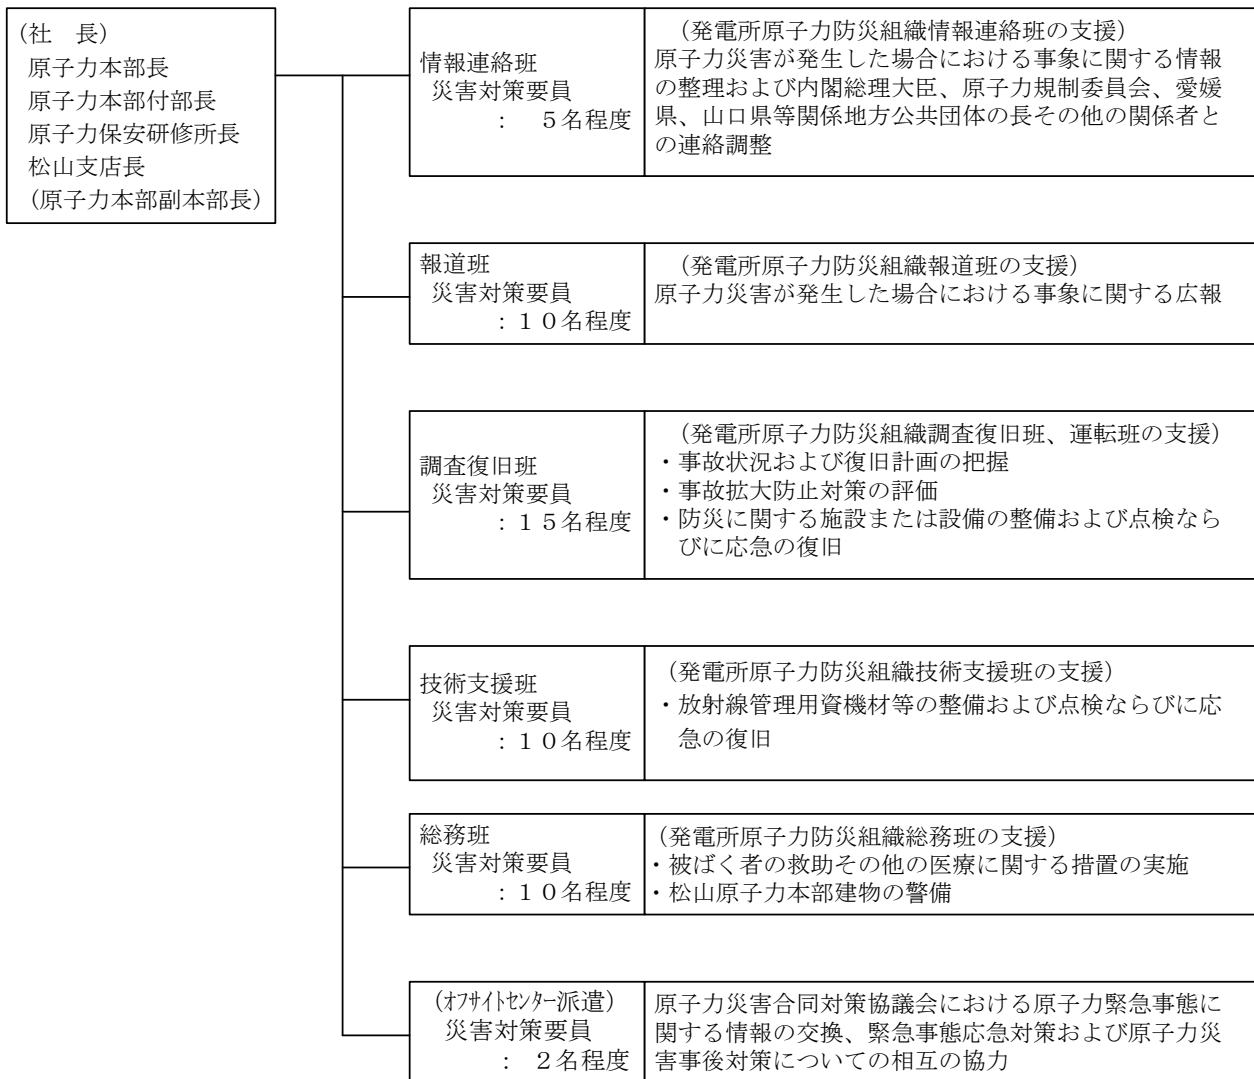 (社　長)
原子力本部長
原子力本部付部長
原子力保安研修所長
松山支店長
(原子力本部副本部長)
情報連絡班
災害対策要員
：　５名程度
(発電所原子力防災組織情報連絡班の支援)
原子力災害が発生した場合における事象に関する情報
の整理および内閣総理大臣、原子力規制委員会、愛媛
県、山口県等関係地方公共団体の長その他の関係者と
の連絡調整
報道班
災害対策要員
：１０名程度
(発電所原子力防災組織報道班の支援)
原子力災害が発生した場合における事象に関する広報
調査復旧班
災害対策要員
：１５名程度
(発電所原子力防災組織調査復旧班、運転班の支援)
・事故状況および復旧計画の把握
・事故拡大防止対策の評価
・防災に関する施設または設備の整備および点検なら
びに応急の復旧
技術支援班
災害対策要員
：１０名程度
(発電所原子力防災組織技術支援班の支援)
・放射線管理用資機材等の整備および点検ならびに応
急の復旧
総務班
災害対策要員
：１０名程度
(発電所原子力防災組織総務班の支援)
・被ばく者の救助その他の医療に関する措置の実施
・松山原子力本部建物の警備
(ｵﾌｻｲﾄｾﾝﾀｰ派遣)
災害対策要員
：　２名程度
原子力災害合同対策協議会における原子力緊急事態に
関する情報の交換、緊急事態応急対策および原子力災
害事後対策についての相互の協力